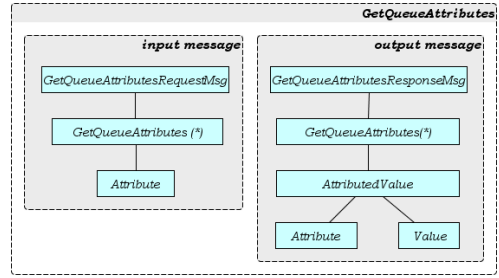 GetQueueAttributes
input message
GetQueueAttributesRequestMsg
GetQueueAttributes (*)
Attribute
output message
GetQueueAttributesResponseMsg
GetQueueAttributes(*)
AttributedValue
Attribute
Value